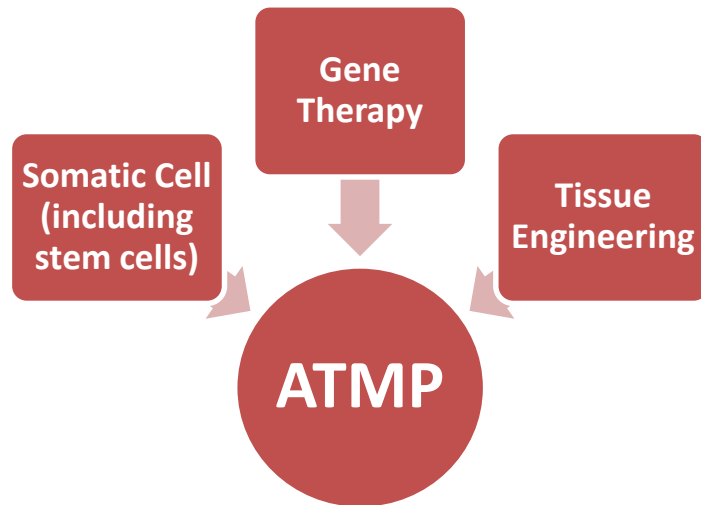 Gene
Therapy
Somatic Cell
(including
stem cells)
Tissue
Engineering
ATMP